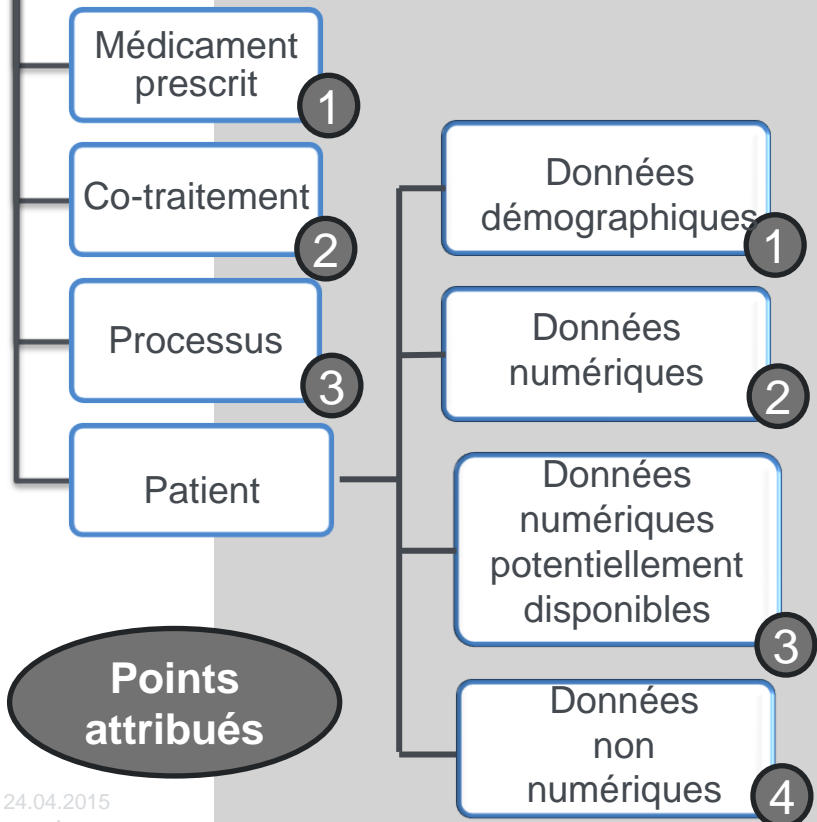 Médicament
prescrit
1
Co-traitement
2
Processus
3
Patient
Données
démographiques
1
Données
numériques
2
Données
numériques
potentiellement
disponibles
3
Données
non
numériques
4
Points
attribués
24.04.2015